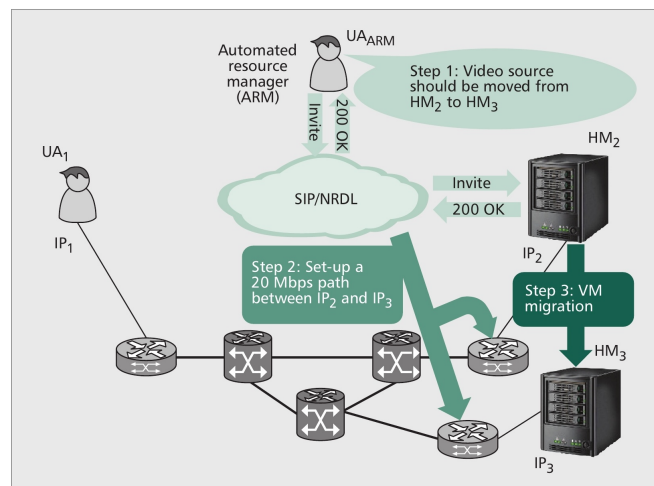 UAARM
Automated
resource
manager
(ARM)
Step 1: Video source
should be moved from
HM2 to HM3
Invite
200 OK
UA1
HM2
SIP/NRDL
Invite
200 OK
IP1
IP2
Step 2: Set-up a
20 Mbps path
between IP2 and IP3
Step 3: VM
migration
HM3
IP3